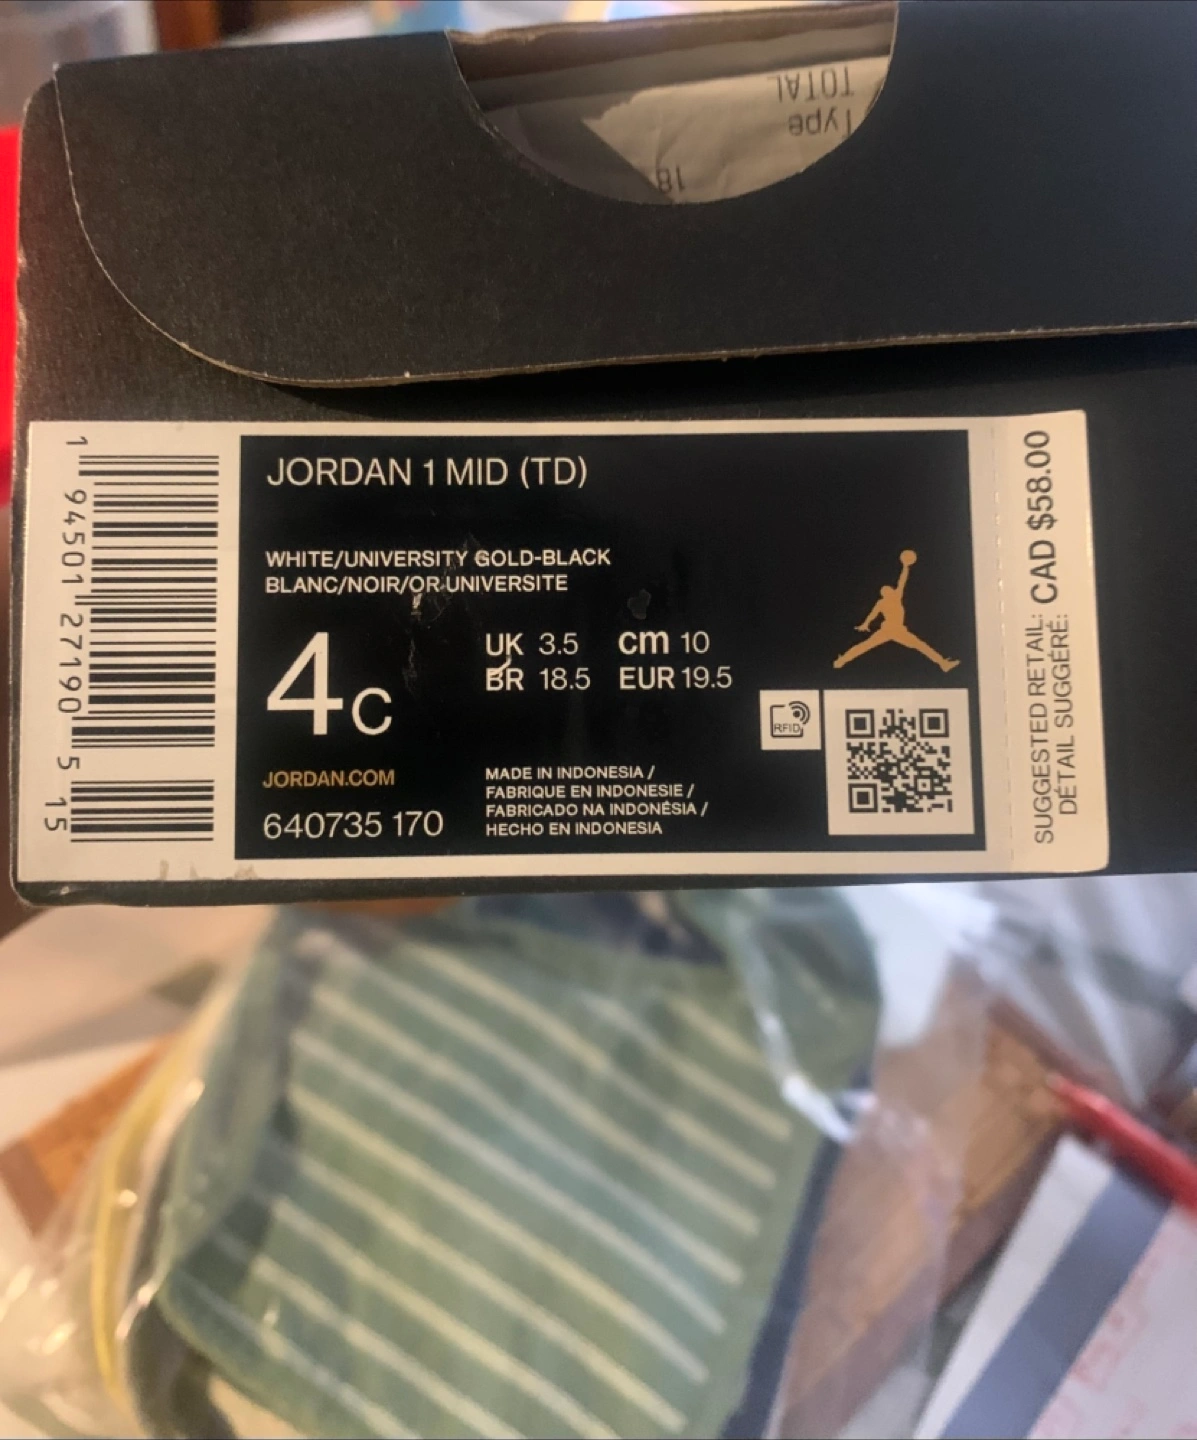 TOTAL
Type
18
JORDAN 1 MID (TD)
WHITE/UNIVERSITY GOLD-BLACK
BLANC/NOIR/OR UNIVERSITE
4C
UK 3.5 cm 10
BR 18.5 EUR 19.5
RFID
JORDAN.COM
640735 170
MADE IN INDONESIA /
FABRIQUE EN INDONESIE /
FABRICADO NA INDONÉSIA /
HECHO EN INDONESIA
1 94501 27190 5 15
SUGGESTED RETAIL: CAD $58.00
DÉTAIL SUGGÉRÉ: